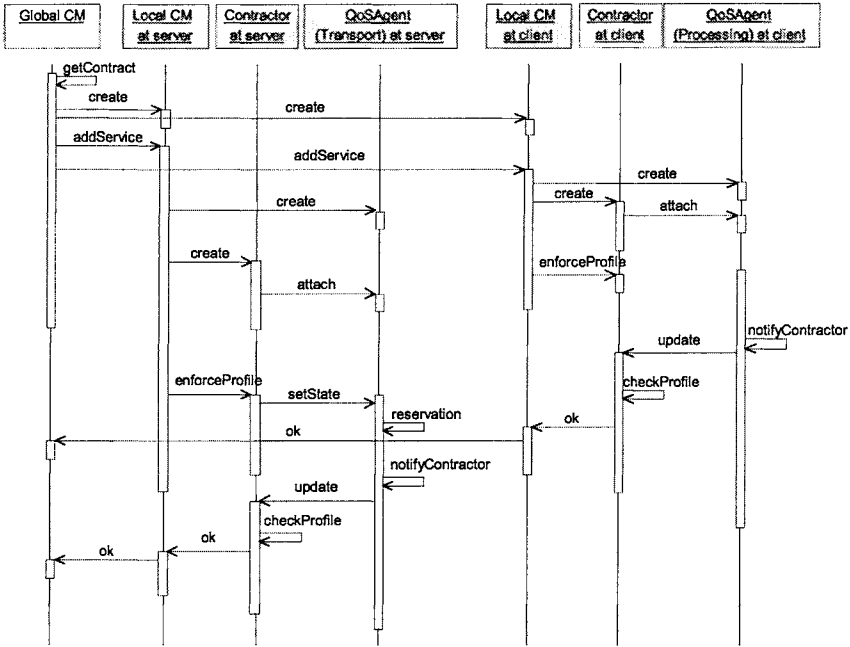 Global CM
Local CM
at server
Contractor
at server
QoSAgent
(Transport) at server
Local CM
at client
Contractor
at client
QoSAgent
(Processing) at client
getContract
create
create
addService
addService
create
create
attach
create
enforceProfile
create
attach
notifyContractor
update
enforceProfile
setState
checkProfile
reservation
ok
ok
notifyContractor
update
checkProfile
ok
ok